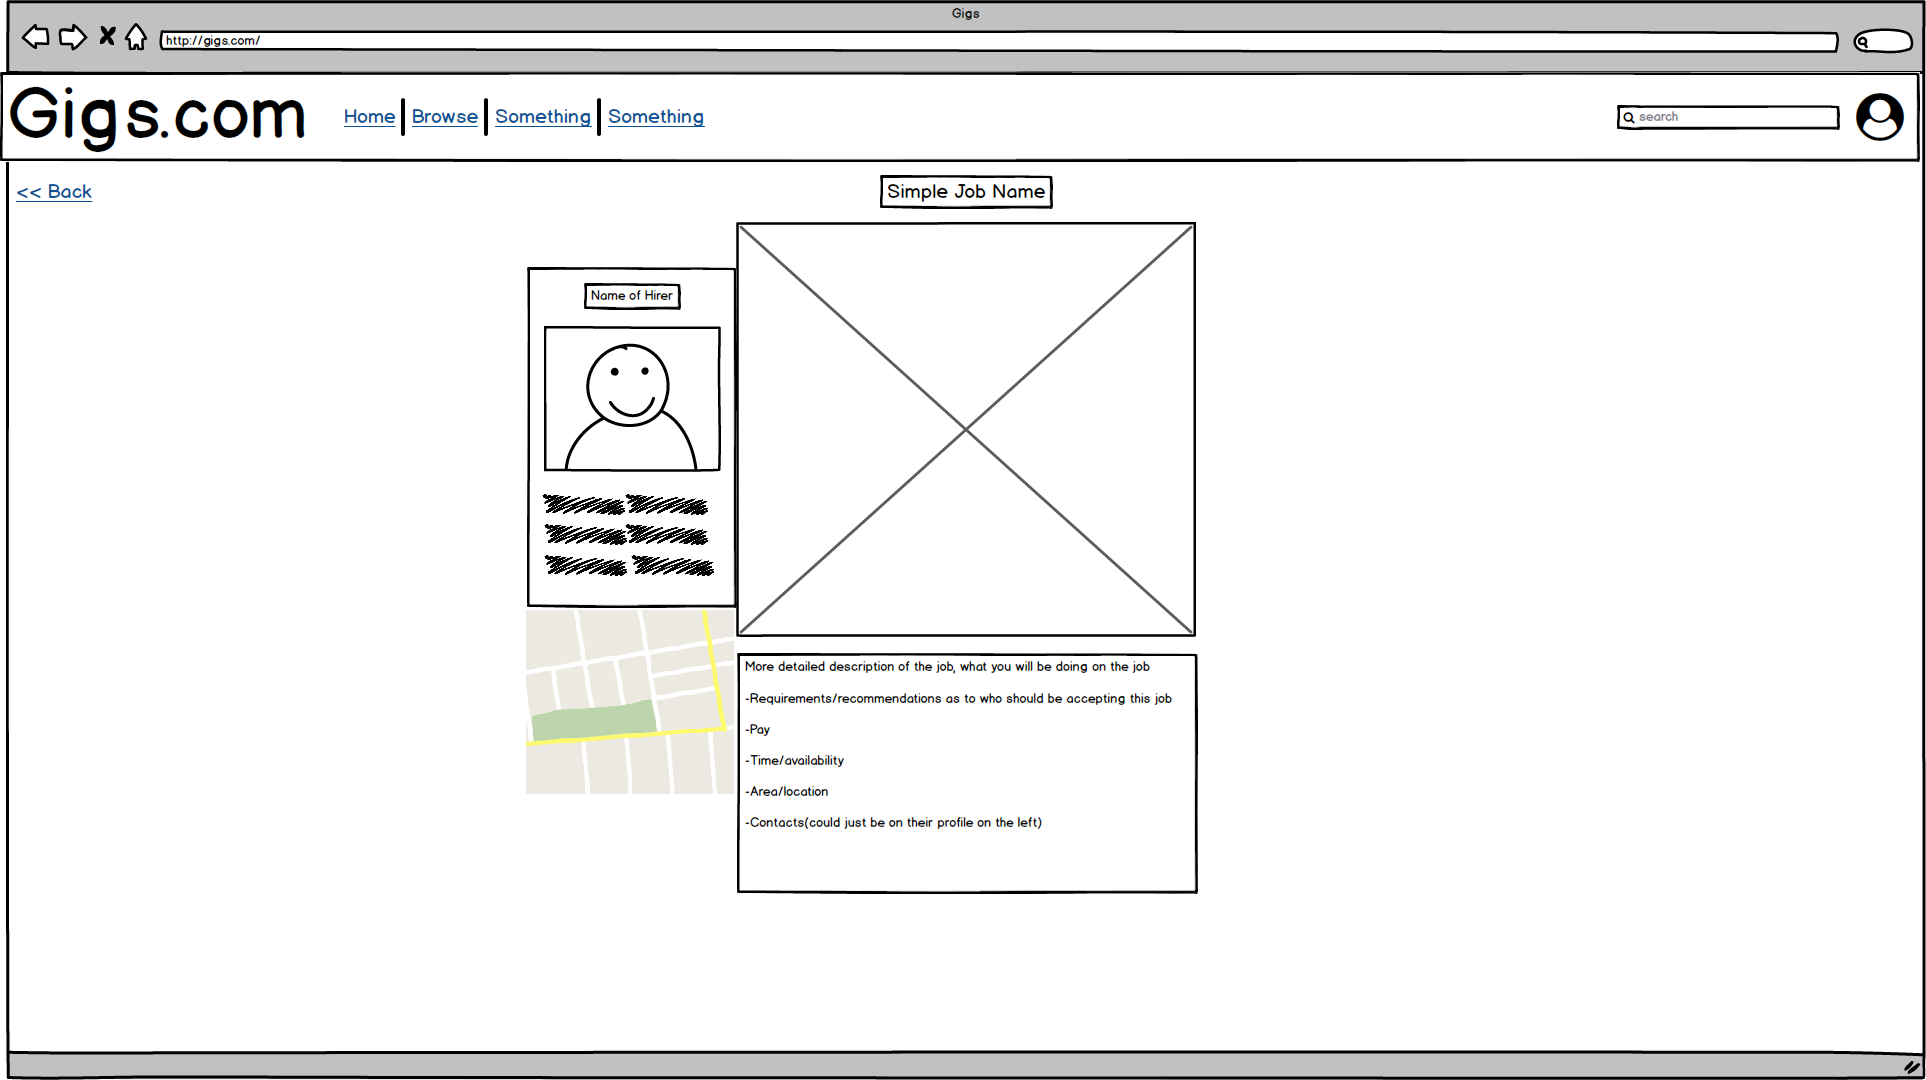 Gigs
http://gigs.com/
Gigs.com
Home
Browse
Something
Something
search
<< Back
Simple Job Name
Name of Hirer
More detailed description of the job, what you will be doing on the job
-Requirements/recommendations as to who should be accepting this job
-Pay
-Time/availability
-Area/location
-Contacts(could just be on their profile on the left)